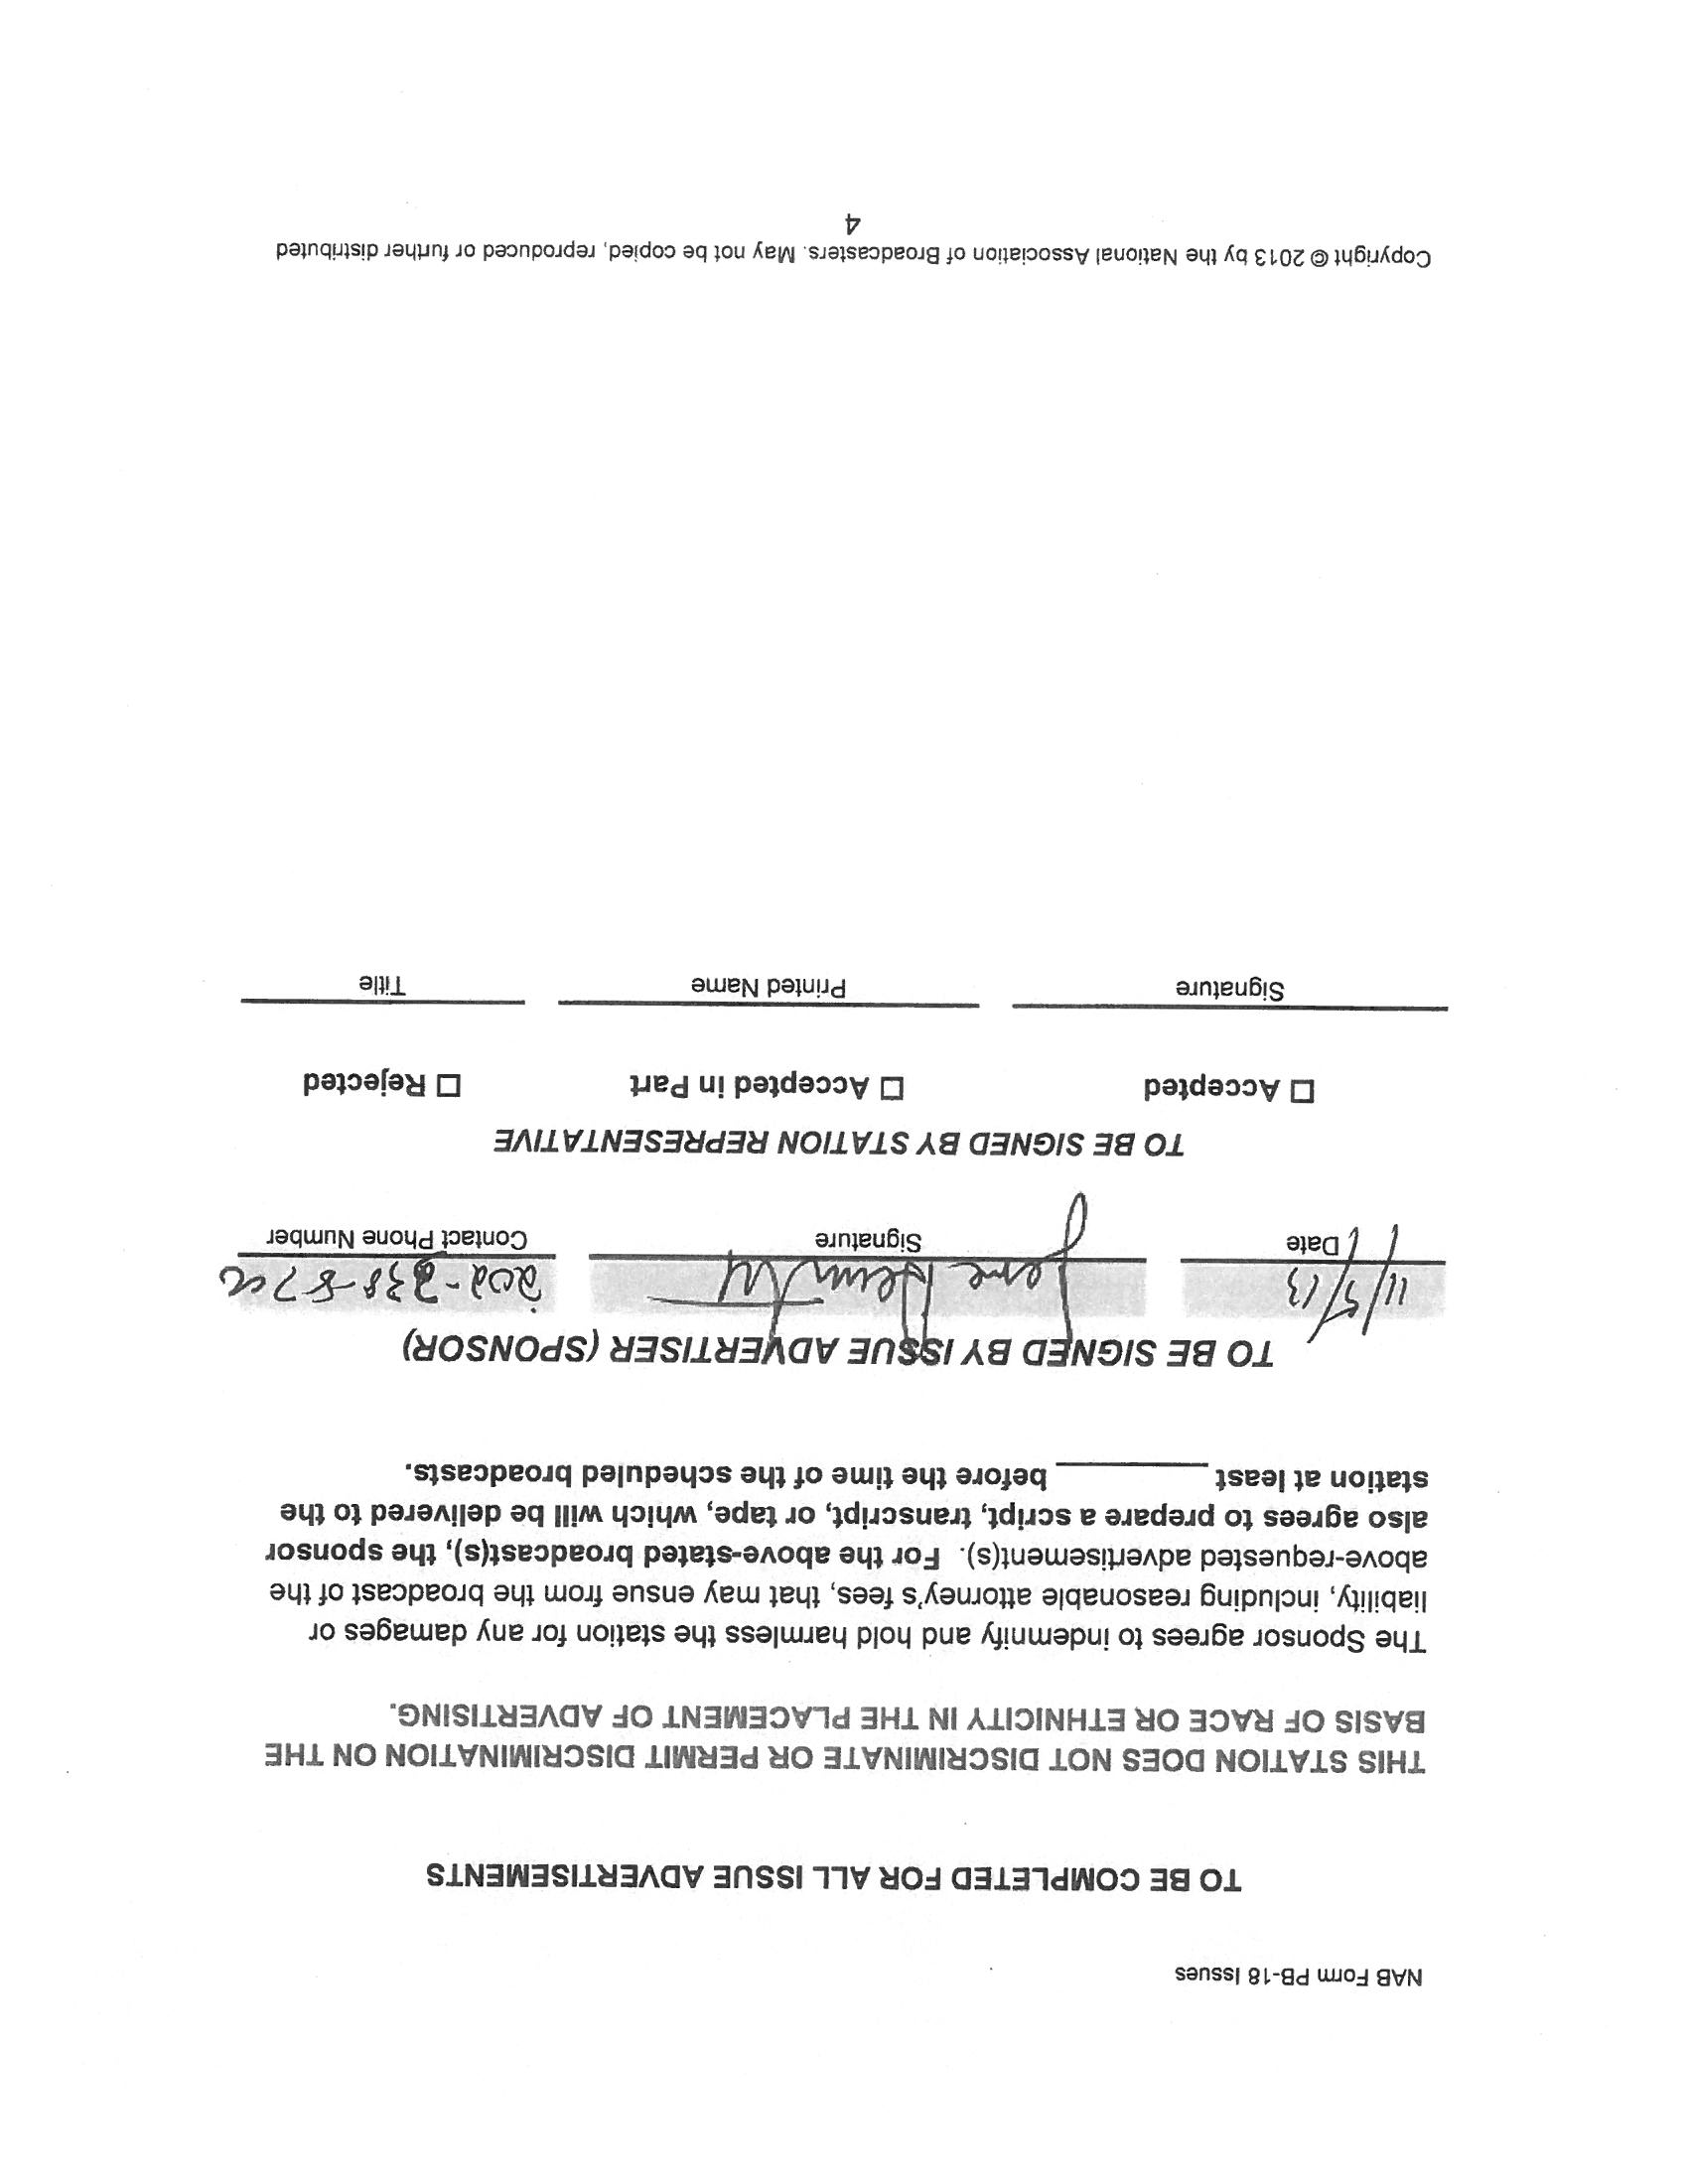 NAB Form PB-18 Issues
TO BE COMPLETED FOR ALL ISSUE ADVERTISEMENTS
THIS STATION DOES NOT DISCRIMINATE OR PERMIT DISCRIMINATION ON THE
BASIS OF RACE OR ETHNICITY IN THE PLACEMENT OF ADVERTISING.
The Sponsor agrees to indemnify and hold harmless the station for any damages or
liability, including reasonable attorney's fees, that may ensue from the broadcast of the
above-requested advertisement(s). For the above-stated broadcast(s), the sponsor
also agrees to prepare a script, transcript, or tape, which will be delivered to the
station at least __________ before the time of the scheduled broadcasts.
TO BE SIGNED BY ISSUE ADVERTISER (SPONSOR)
11/5/13
Date Signature Contact Phone Number
TO BE SIGNED BY STATION REPRESENTATIVE
☐ Accepted ☐ Accepted in Part ☐ Rejected
Signature Printed Name Title
Copyright © 2013 by the National Association of Broadcasters. May not be copied, reproduced or further distributed
4